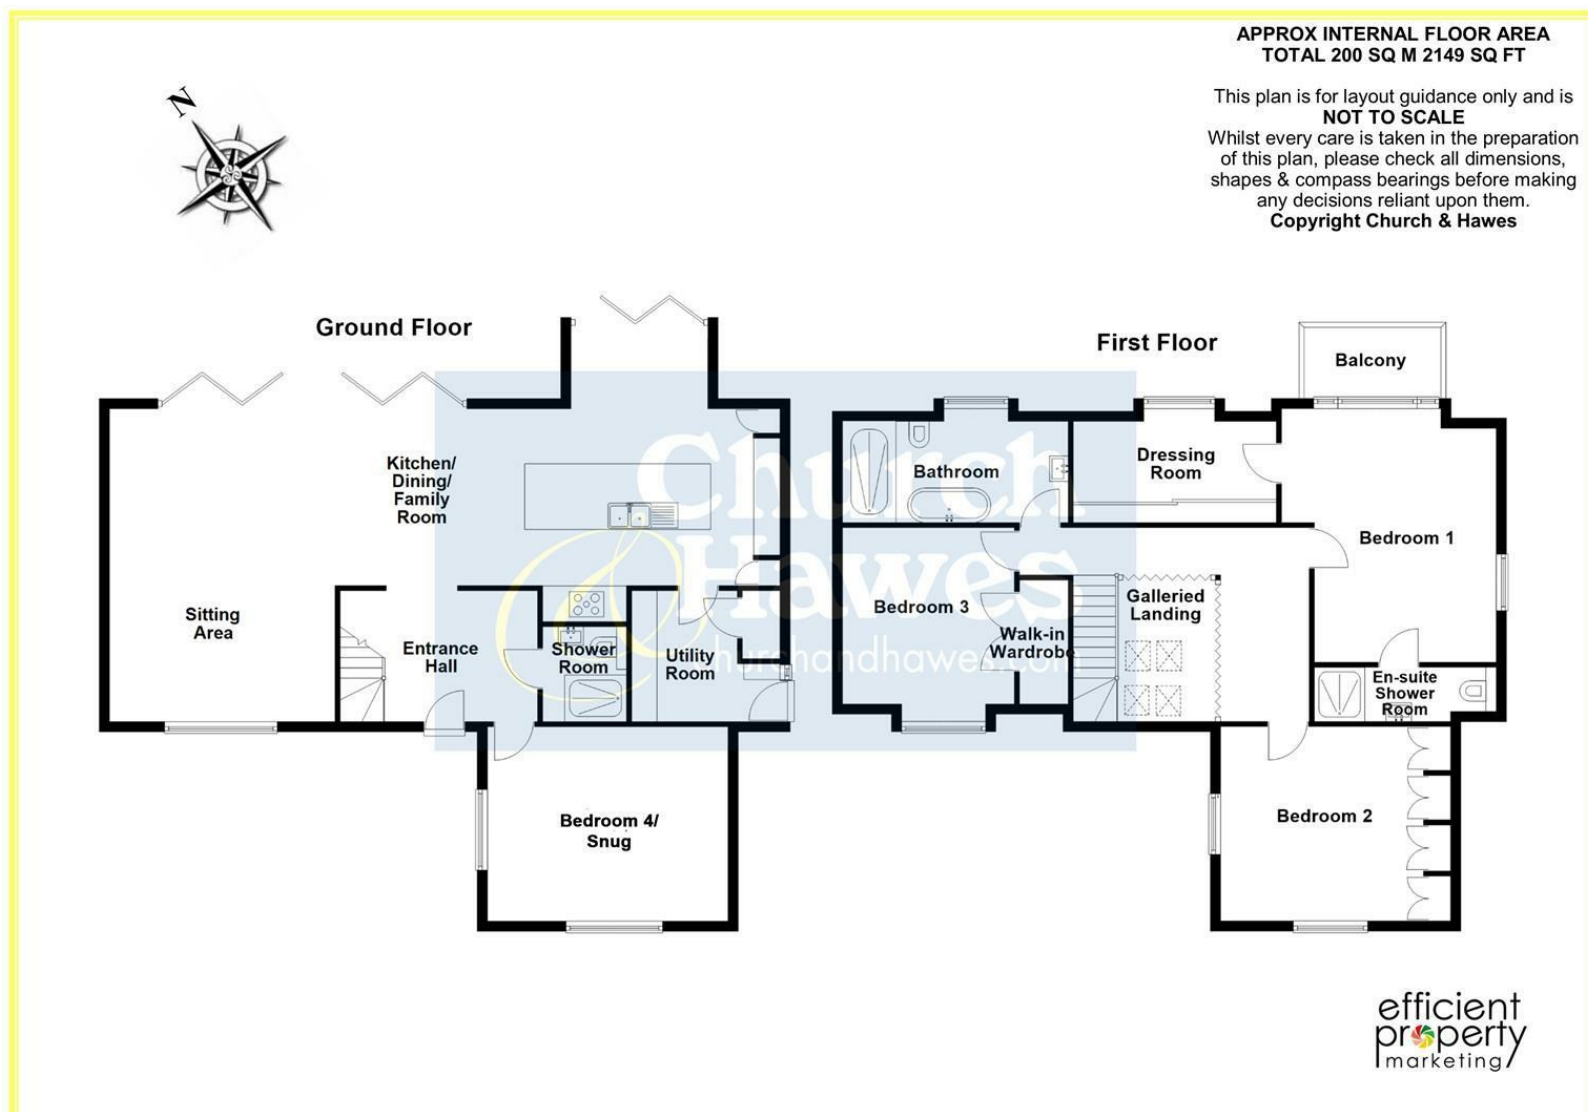 APPROX INTERNAL FLOOR AREA
TOTAL 200 SQ M 2149 SQ FT
This plan is for layout guidance only and is
NOT TO SCALE
Whilst every care is taken in the preparation
of this plan, please check all dimensions,
shapes & compass bearings before making
any decisions reliant upon them.
Copyright Church & Hawes
N
Ground Floor
Kitchen/
Dining/
Family
Room
Sitting
Area
Entrance
Hall
Shower
Room
Utility
Room
Bedroom 4/
Snug
First Floor
Balcony
Bathroom
Dressing
Room
Bedroom 1
Bedroom 3
Walk-in
Wardrobe
Galleried
Landing
En-suite
Shower
Room
Bedroom 2
Church
& Hawes
churchandhawes.com
efficient
property
marketing